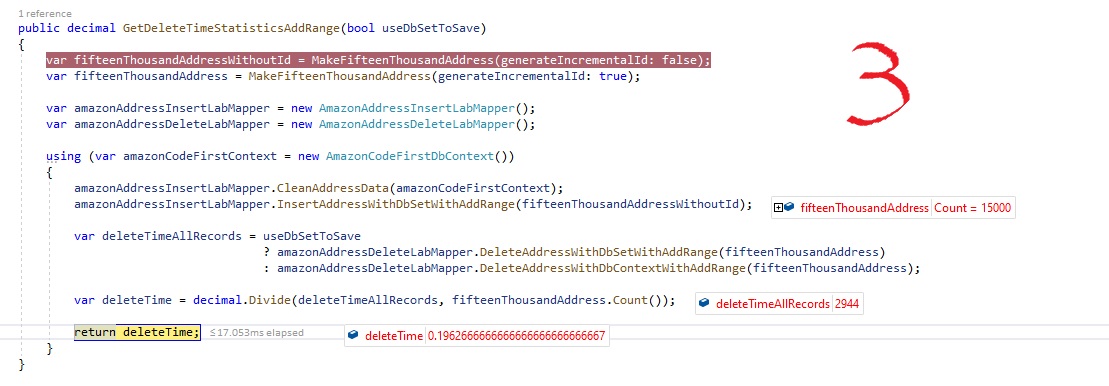 1 reference
public decimal GetDeleteTimeStatisticsAddRange(bool useDbSetToSave)
{
var fifteenThousandAddressWithoutId = MakeFifteenThousandAddress(generateIncrementalId: false);
var fifteenThousandAddress = MakeFifteenThousandAddress(generateIncrementalId: true);
3
var amazonAddressInsertLabMapper = new AmazonAddressInsertLabMapper();
var amazonAddressDeleteLabMapper = new AmazonAddressDeleteLabMapper();
using (var amazonCodeFirstContext = new AmazonCodeFirstDbContext())
{
amazonAddressInsertLabMapper.CleanAddressData(amazonCodeFirstContext);
amazonAddressInsertLabMapper.InsertAddressWithDbSetWithAddRange(fifteenThousandAddressWithoutId); fifteenThousandAddress Count = 15000
var deleteTimeAllRecords = useDbSetToSave
? amazonAddressDeleteLabMapper.DeleteAddressWithDbSetWithAddRange(fifteenThousandAddress)
: amazonAddressDeleteLabMapper.DeleteAddressWithDbContextWithAddRange(fifteenThousandAddress);
var deleteTime = decimal.Divide(deleteTimeAllRecords, fifteenThousandAddress.Count()); deleteTimeAllRecords 2944
return deleteTime; ≤17.053ms elapsed deleteTime 0.1962666666666666666666666667
}
}